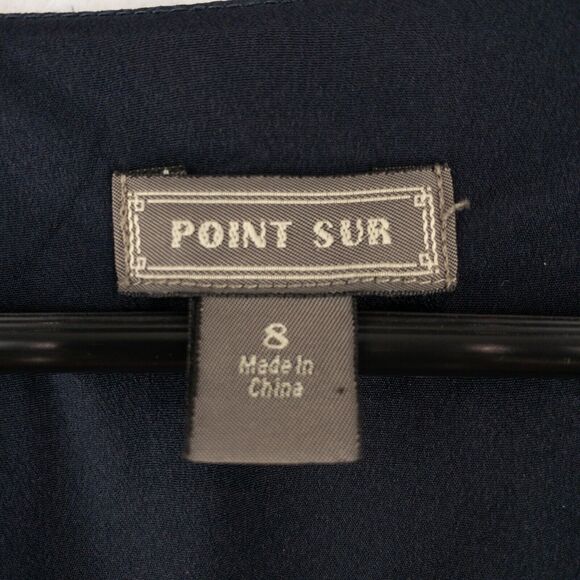 POINT SUR
8
Made In
China